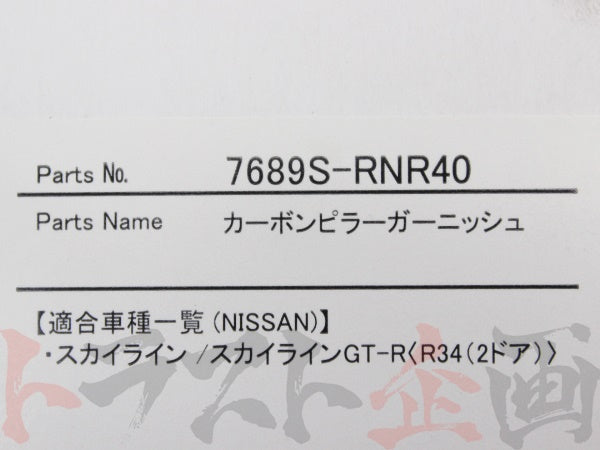 Parts No. 7689S-RNR40
Parts Name カーボンピラーガーニッシュ
【適合車種一覧(NISSAN)】
・スカイライン/スカイラインGT-R〈R34(2ドア)〉
トラスト企画